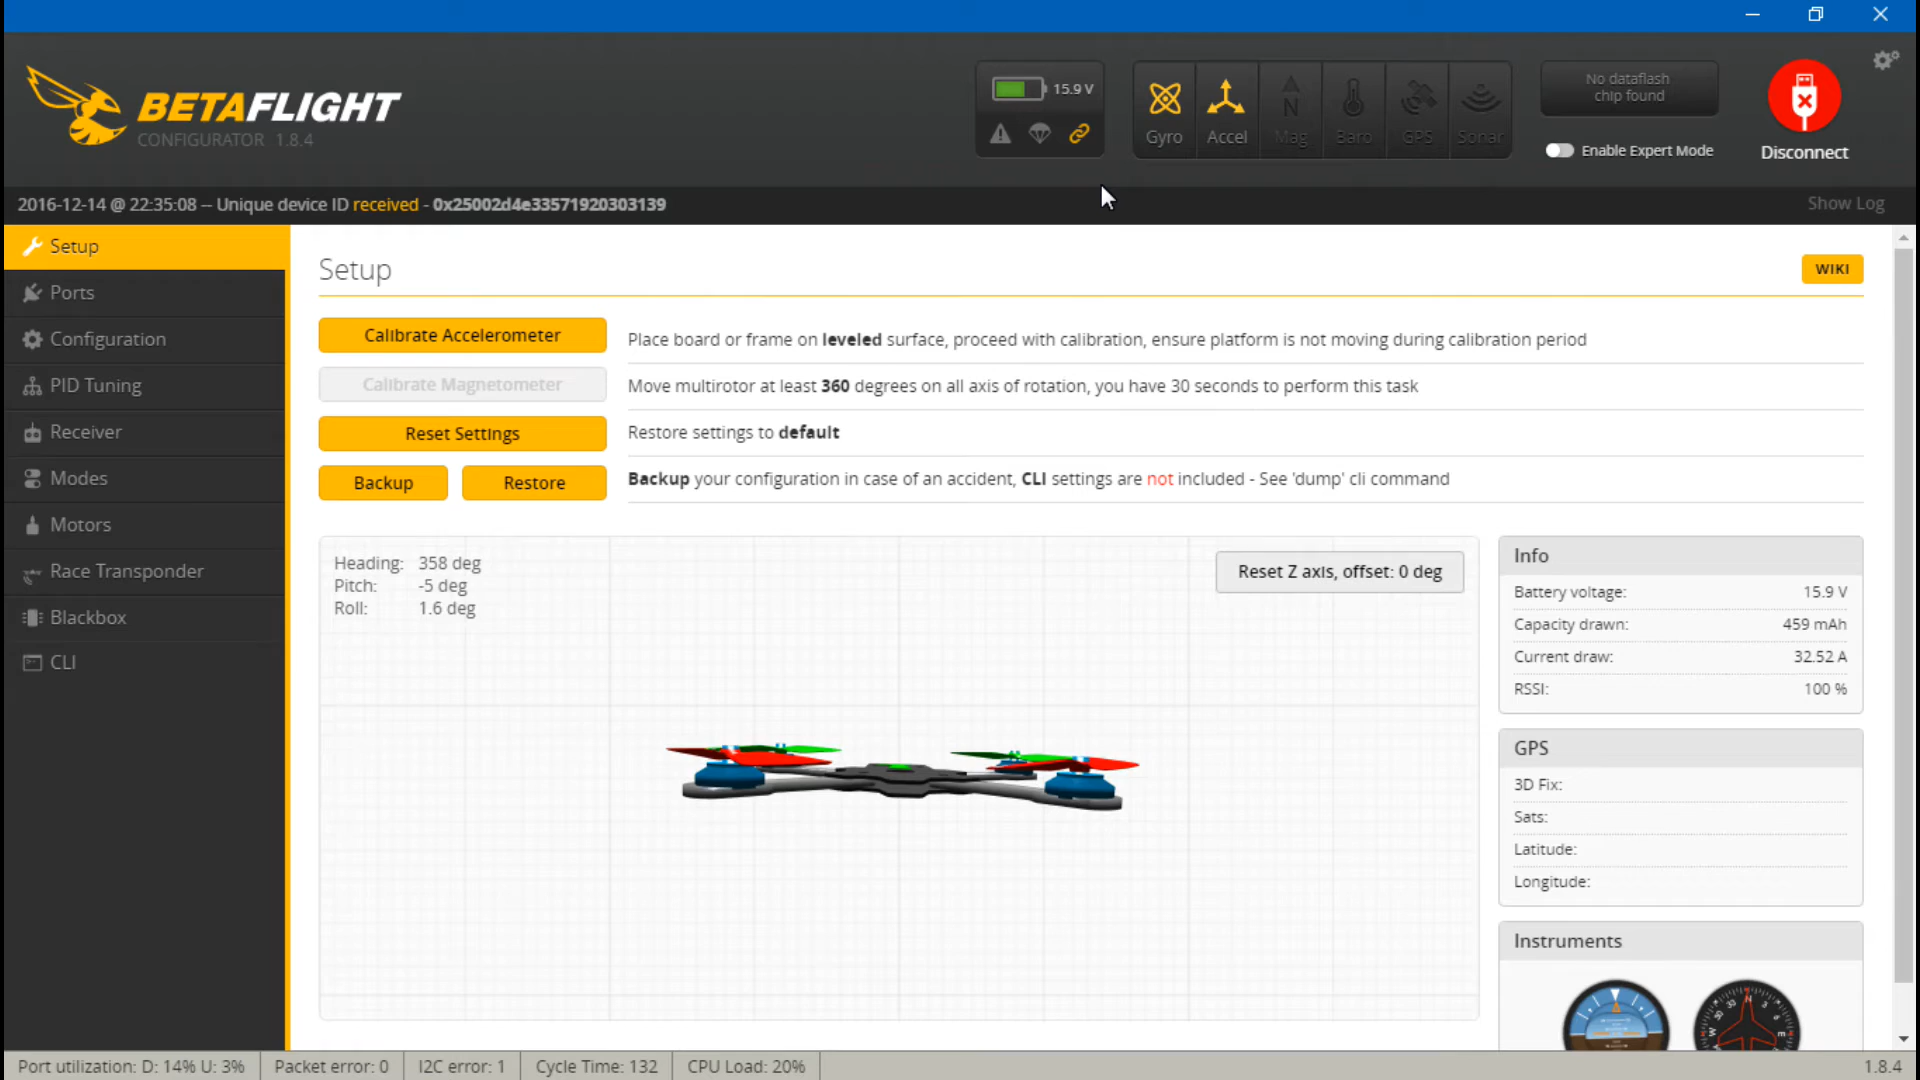 BETAFLIGHT
CONFIGURATOR 1.8.4
15.9 V
Gyro
Accel
Mag
Baro
GPS
Sonar
No dataflash
chip found
Enable Expert Mode
Disconnect
2016-12-14 @ 22:35:08 -- Unique device ID received - 0x25002d4e33571920303139
Show Log
Setup
Ports
Configuration
PID Tuning
Receiver
Modes
Motors
Race Transponder
Blackbox
CLI
Setup
WIKI
Calibrate Accelerometer
Place board or frame on leveled surface, proceed with calibration, ensure platform is not moving during calibration period
Calibrate Magnetometer
Move multirotor at least 360 degrees on all axis of rotation, you have 30 seconds to perform this task
Reset Settings
Restore settings to default
Backup
Restore
Backup your configuration in case of an accident, CLI settings are not included - See 'dump' cli command
Heading: 358 deg
Pitch: -5 deg
Roll: 1.6 deg
Reset Z axis, offset: 0 deg
Info
Battery voltage: 15.9 V
Capacity drawn: 459 mAh
Current draw: 32.52 A
RSSI: 100 %
GPS
3D Fix:
Sats:
Latitude:
Longitude:
Instruments
Port utilization: D: 14% U: 3%
Packet error: 0
I2C error: 1
Cycle Time: 132
CPU Load: 20%
1.8.4